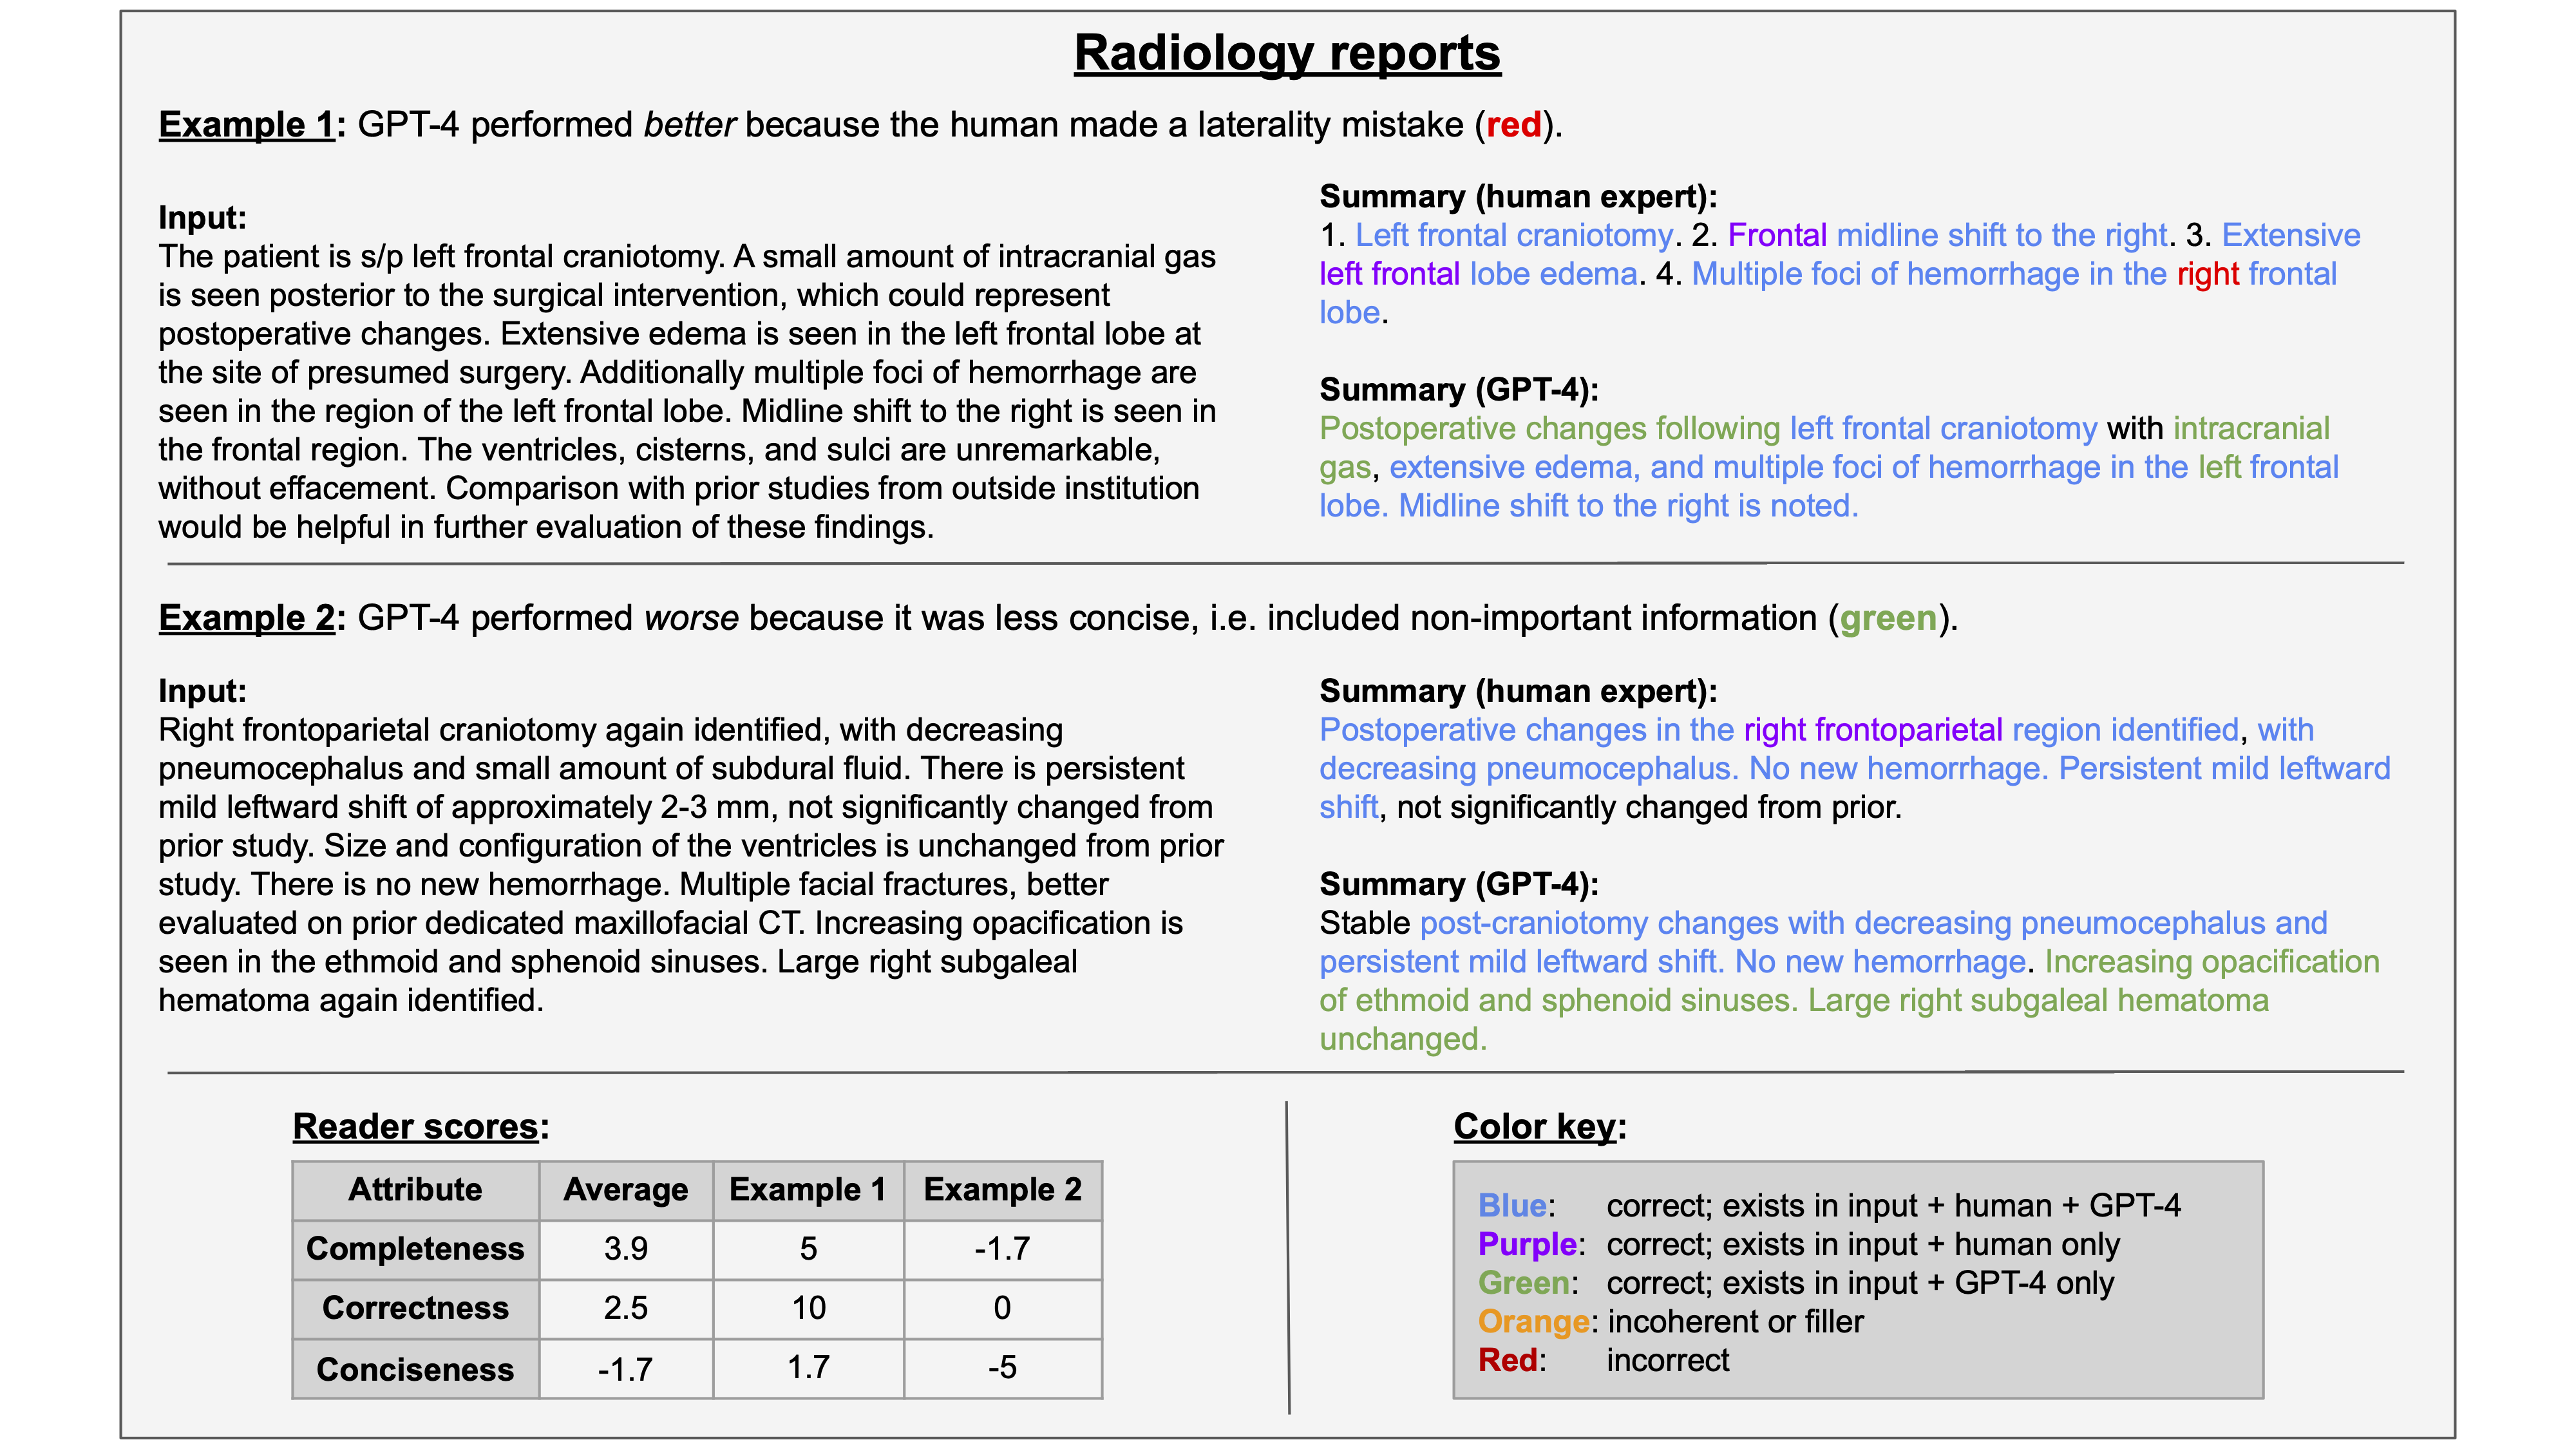 Radiology reports
Example 1: GPT-4 performed better because the human made a laterality mistake (red).
Input:
The patient is s/p left frontal craniotomy. A small amount of intracranial gas
is seen posterior to the surgical intervention, which could represent
postoperative changes. Extensive edema is seen in the left frontal lobe at
the site of presumed surgery. Additionally multiple foci of hemorrhage are
seen in the region of the left frontal lobe. Midline shift to the right is seen in
the frontal region. The ventricles, cisterns, and sulci are unremarkable,
without effacement. Comparison with prior studies from outside institution
would be helpful in further evaluation of these findings.
Summary (human expert):
1. Left frontal craniotomy. 2. Frontal midline shift to the right. 3. Extensive
left frontal lobe edema. 4. Multiple foci of hemorrhage in the right frontal
lobe.
Summary (GPT-4):
Postoperative changes following left frontal craniotomy with intracranial
gas, extensive edema, and multiple foci of hemorrhage in the left frontal
lobe. Midline shift to the right is noted.
Example 2: GPT-4 performed worse because it was less concise, i.e. included non-important information (green).
Input:
Right frontoparietal craniotomy again identified, with decreasing
pneumocephalus and small amount of subdural fluid. There is persistent
mild leftward shift of approximately 2-3 mm, not significantly changed from
prior study. Size and configuration of the ventricles is unchanged from prior
study. There is no new hemorrhage. Multiple facial fractures, better
evaluated on prior dedicated maxillofacial CT. Increasing opacification is
seen in the ethmoid and sphenoid sinuses. Large right subgaleal
hematoma again identified.
Summary (human expert):
Postoperative changes in the right frontoparietal region identified, with
decreasing pneumocephalus. No new hemorrhage. Persistent mild leftward
shift, not significantly changed from prior.
Summary (GPT-4):
Stable post-craniotomy changes with decreasing pneumocephalus and
persistent mild leftward shift. No new hemorrhage. Increasing opacification
of ethmoid and sphenoid sinuses. Large right subgaleal hematoma
unchanged.
Reader scores:
Attribute Average Example 1 Example 2
Completeness 3.9 5 -1.7
Correctness 2.5 10 0
Conciseness -1.7 1.7 -5
Color key:
Blue: correct; exists in input + human + GPT-4
Purple: correct; exists in input + human only
Green: correct; exists in input + GPT-4 only
Orange: incoherent or filler
Red: incorrect